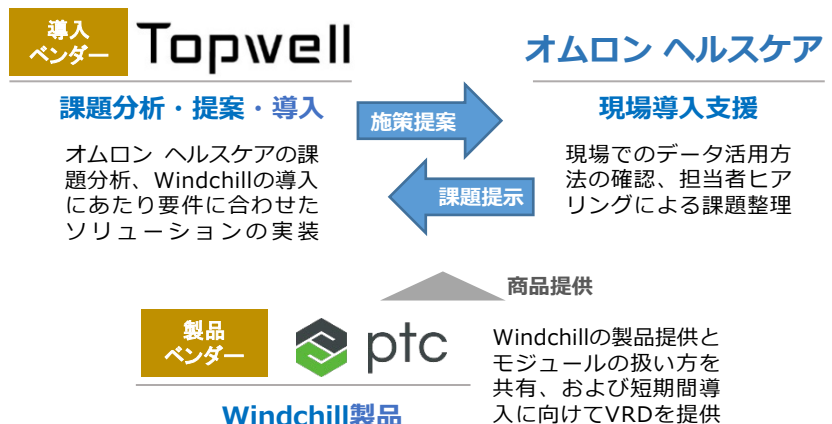 導入
ベンダー
Topwell
オムロン ヘルスケア
課題分析・提案・導入
施策提案
現場導入支援
オムロン ヘルスケアの課
題分析、Windchillの導入
にあたり要件に合わせた
ソリューションの実装
課題提示
現場でのデータ活用方
法の確認、担当者ヒア
リングによる課題整理
商品提供
製品
ベンダー
ptc
Windchillの製品提供と
モジュールの扱い方を
共有、および短期間導
入に向けてVRDを提供
Windchill製品